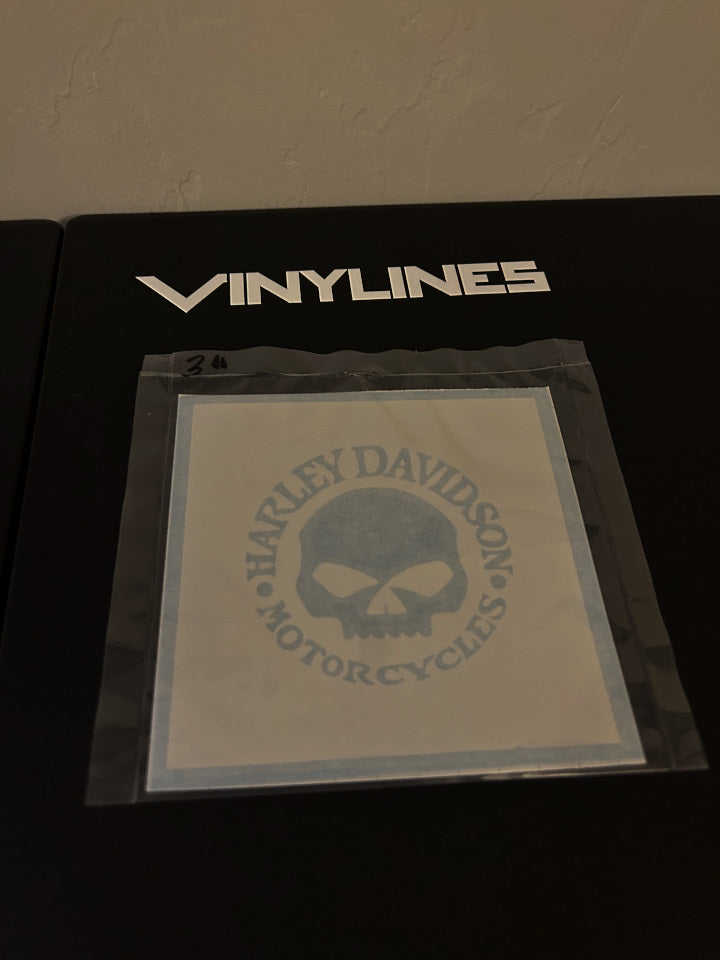 VINYLINES
3"
HARLEY DAVIDSON
• MOTORCYCLES •